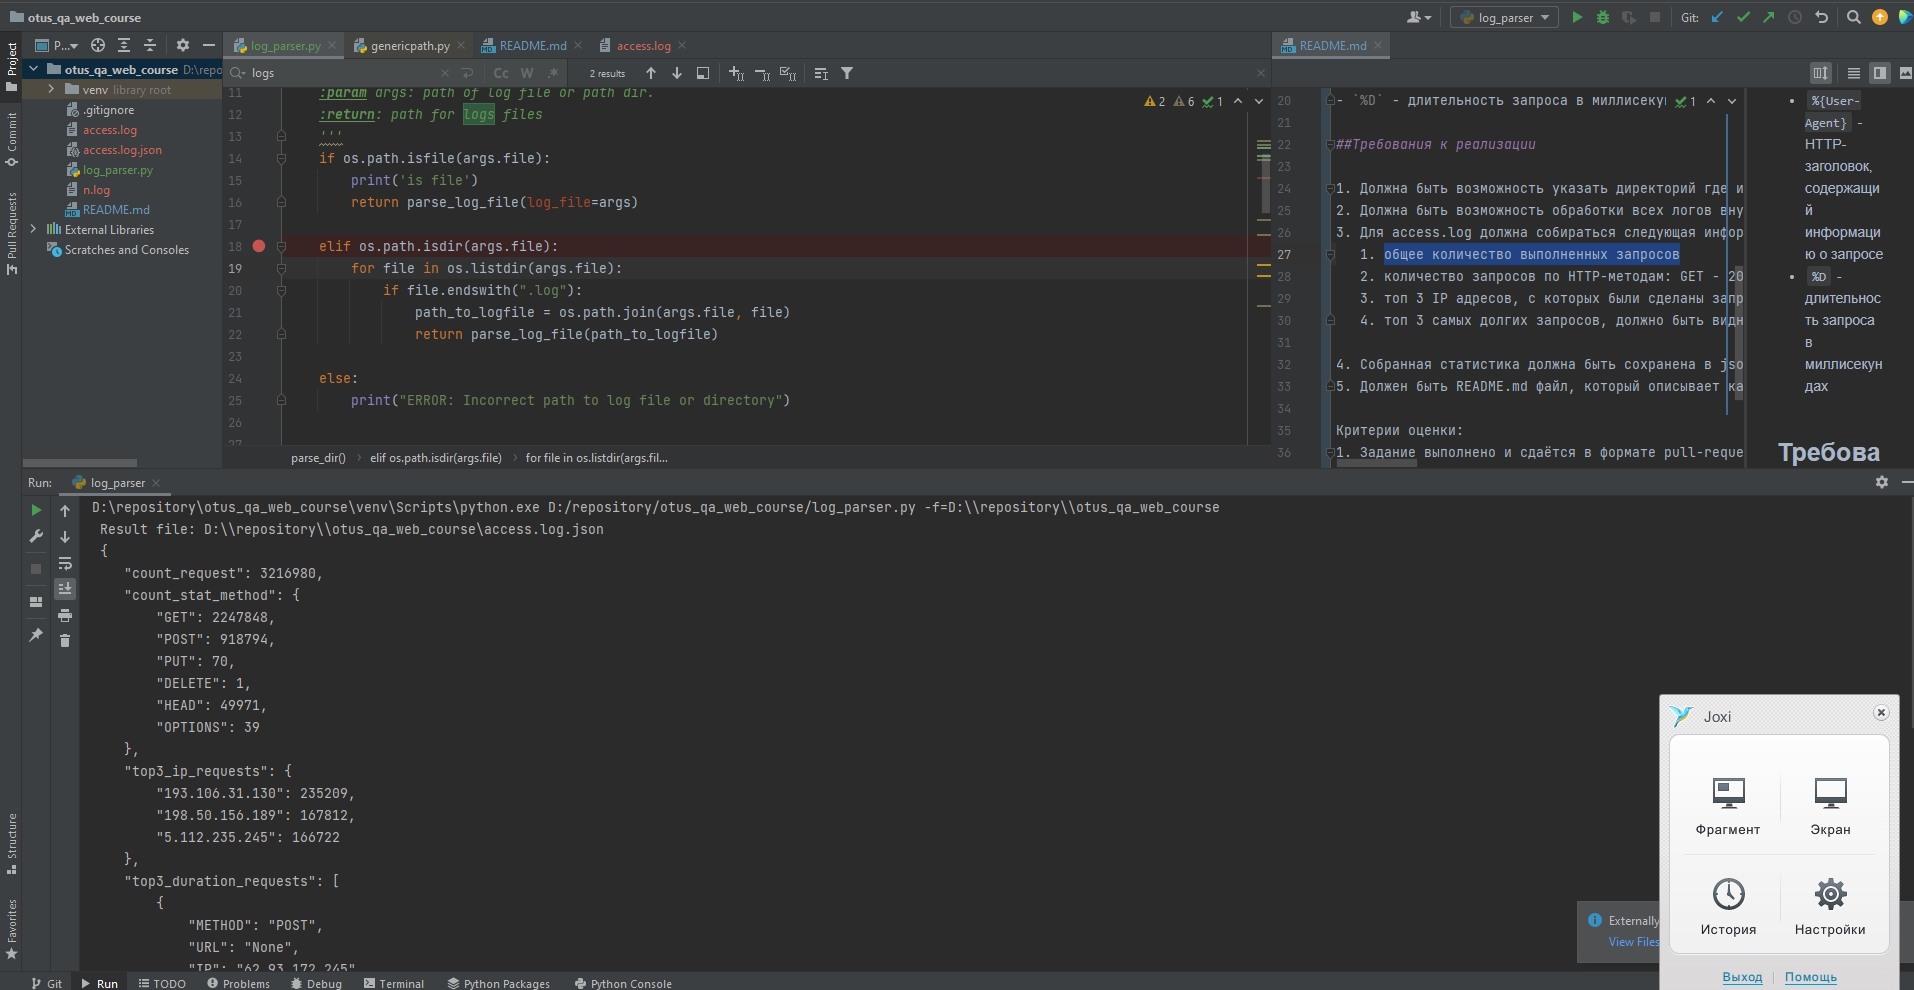 otus_qa_web_course
log_parser
Git:
Project
Commit
Pull Requests
Structure
Favorites
P...
otus_qa_web_course D:\repo
venv library root
.gitignore
access.log
access.log.json
log_parser.py
n.log
README.md
External Libraries
Scratches and Consoles
log_parser.py
genericpath.py
README.md
access.log
logs
Cc W .*
2 results
2 6 1
11 :param args: path of log file or path dir.
12 :return: path for logs files
13 '''
14 if os.path.isfile(args.file):
15 print('is file')
16 return parse_log_file(log_file=args)
17
18 elif os.path.isdir(args.file):
19 for file in os.listdir(args.file):
20 if file.endswith(".log"):
21 path_to_logfile = os.path.join(args.file, file)
22 return parse_log_file(path_to_logfile)
23
24 else:
25 print("ERROR: Incorrect path to log file or directory")
26
27
parse_dir() elif os.path.isdir(args.file) for file in os.listdir(args.fil...
README.md
1
20 - `%D` - длительность запроса в миллисеку
21
22 ##Требования к реализации
23
24 1. Должна быть возможность указать директорий где и
25 2. Должна быть возможность обработки всех логов вну
26 3. Для access.log должна собираться следующая инфор
27 1. общее количество выполненных запросов
28 2. количество запросов по HTTP-методам: GET - 20
29 3. топ 3 IP адресов, с которых были сделаны запр
30 4. топ 3 самых долгих запросов, должно быть видн
31
32 4. Собранная статистика должна быть сохранена в jso
33 5. Должен быть README.md файл, который описывает ка
34
35 Критерии оценки:
36 1. Задание выполнено и сдаётся в формате pull-reque
• %{User-
Agent} -
HTTP-
заголовок,
содержащи
й
информаци
ю о запросе
• %D -
длительнос
ть запроса
в
миллисекун
дах
Требова
Run: log_parser
D:\repository\otus_qa_web_course\venv\Scripts\python.exe D:/repository/otus_qa_web_course/log_parser.py -f=D:\\repository\\otus_qa_web_course
Result file: D:\\repository\\otus_qa_web_course\access.log.json
{
"count_request": 3216980,
"count_stat_method": {
"GET": 2247848,
"POST": 918794,
"PUT": 70,
"DELETE": 1,
"HEAD": 49971,
"OPTIONS": 39
},
"top3_ip_requests": {
"193.106.31.130": 235209,
"198.50.156.189": 167812,
"5.112.235.245": 166722
},
"top3_duration_requests": [
{
"METHOD": "POST",
"URL": "None",
"IP": "62.93.172.245"
Externally
View Files
Joxi
Фрагмент
Экран
История
Настройки
Выход
Помощь
Git
Run
TODO
Problems
Debug
Terminal
Python Packages
Python Console